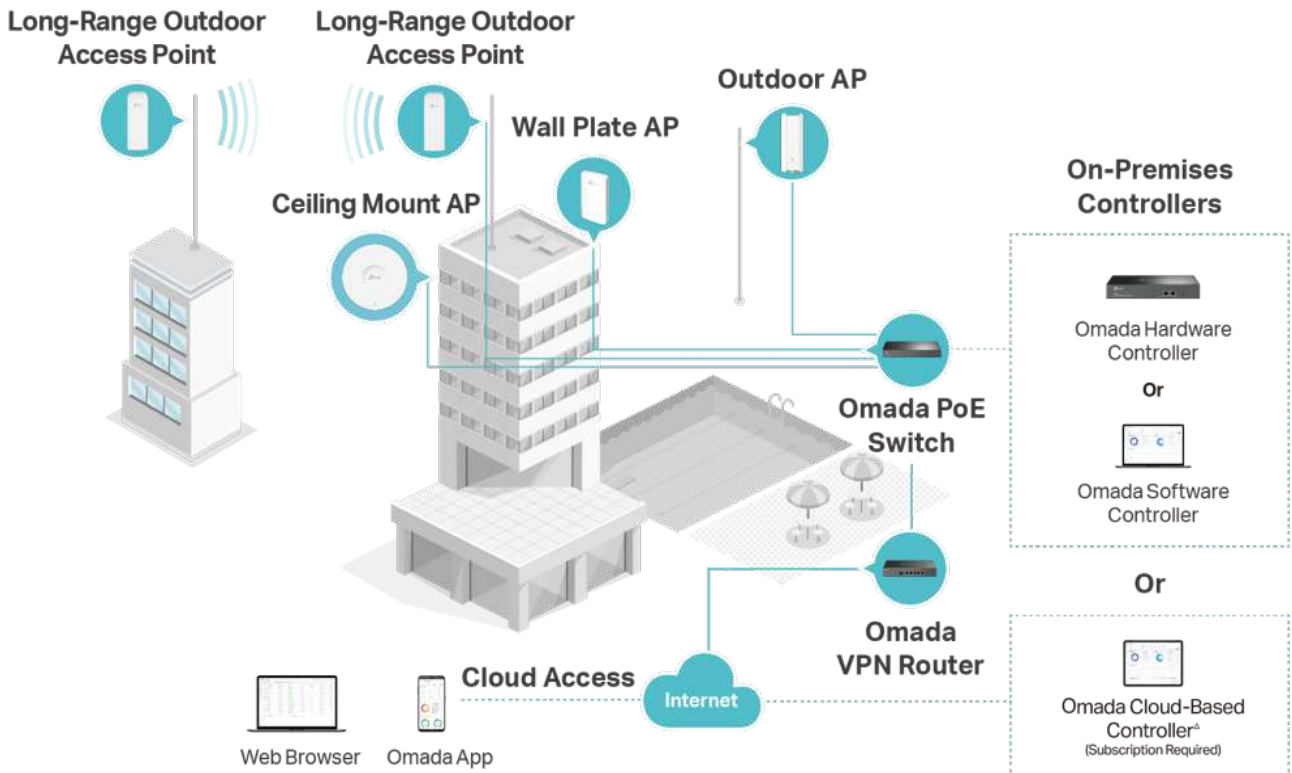 Long-Range Outdoor
Access Point
Long-Range Outdoor
Access Point
Outdoor AP
Wall Plate AP
Ceiling Mount AP
On-Premises
Controllers
Omada Hardware
Controller
Or
Omada Software
Controller
Omada PoE
Switch
Or
Omada
VPN Router
Cloud Access
Internet
Web Browser
Omada App
Omada Cloud-Based
Controller△
(Subscription Required)